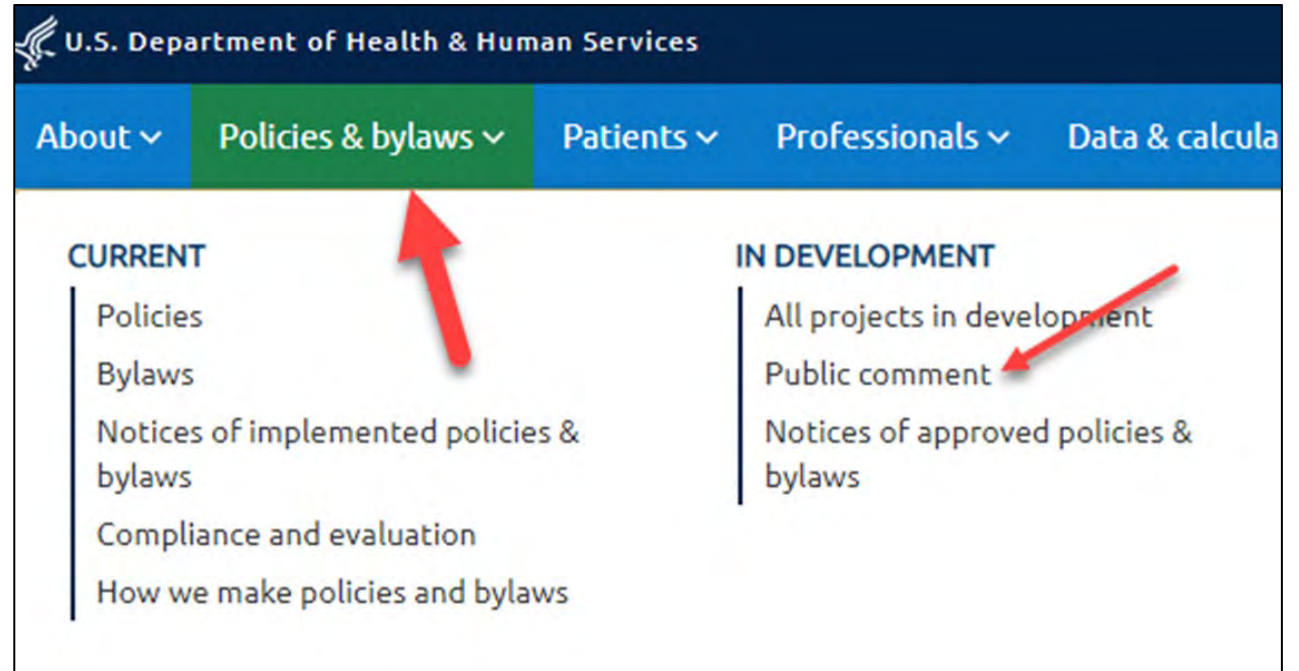 U.S. Department of Health & Human Services
About Policies & bylaws Patients Professionals Data & calcula
CURRENT
Policies
Bylaws
Notices of implemented policies &
bylaws
Compliance and evaluation
How we make policies and bylaws
IN DEVELOPMENT
All projects in development
Public comment
Notices of approved policies &
bylaws